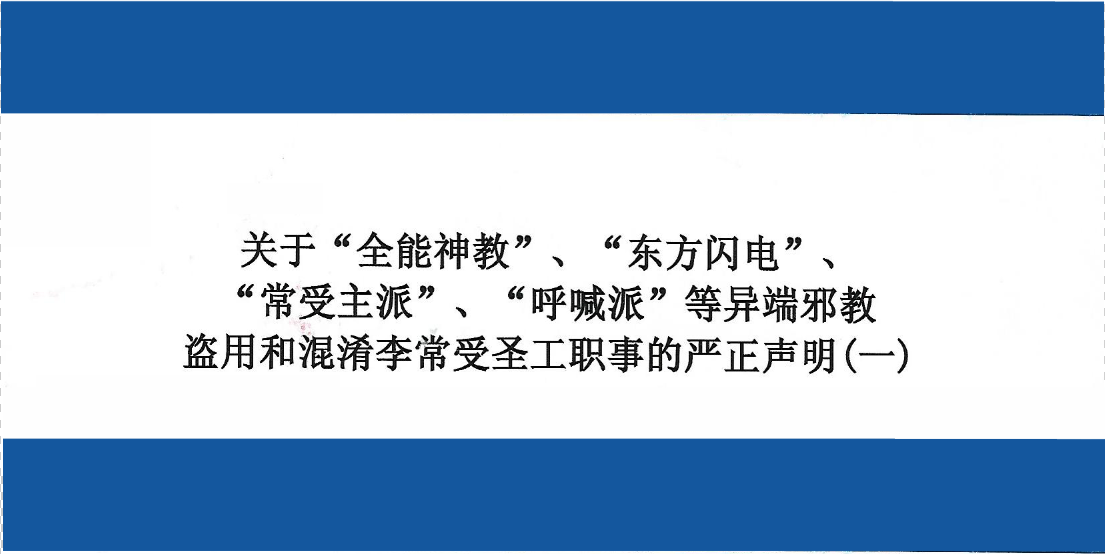 关于“全能神教”、“东方闪电”、
“常受主派”、“呼喊派”等异端邪教
盗用和混淆李常受圣工职事的严正声明(一)